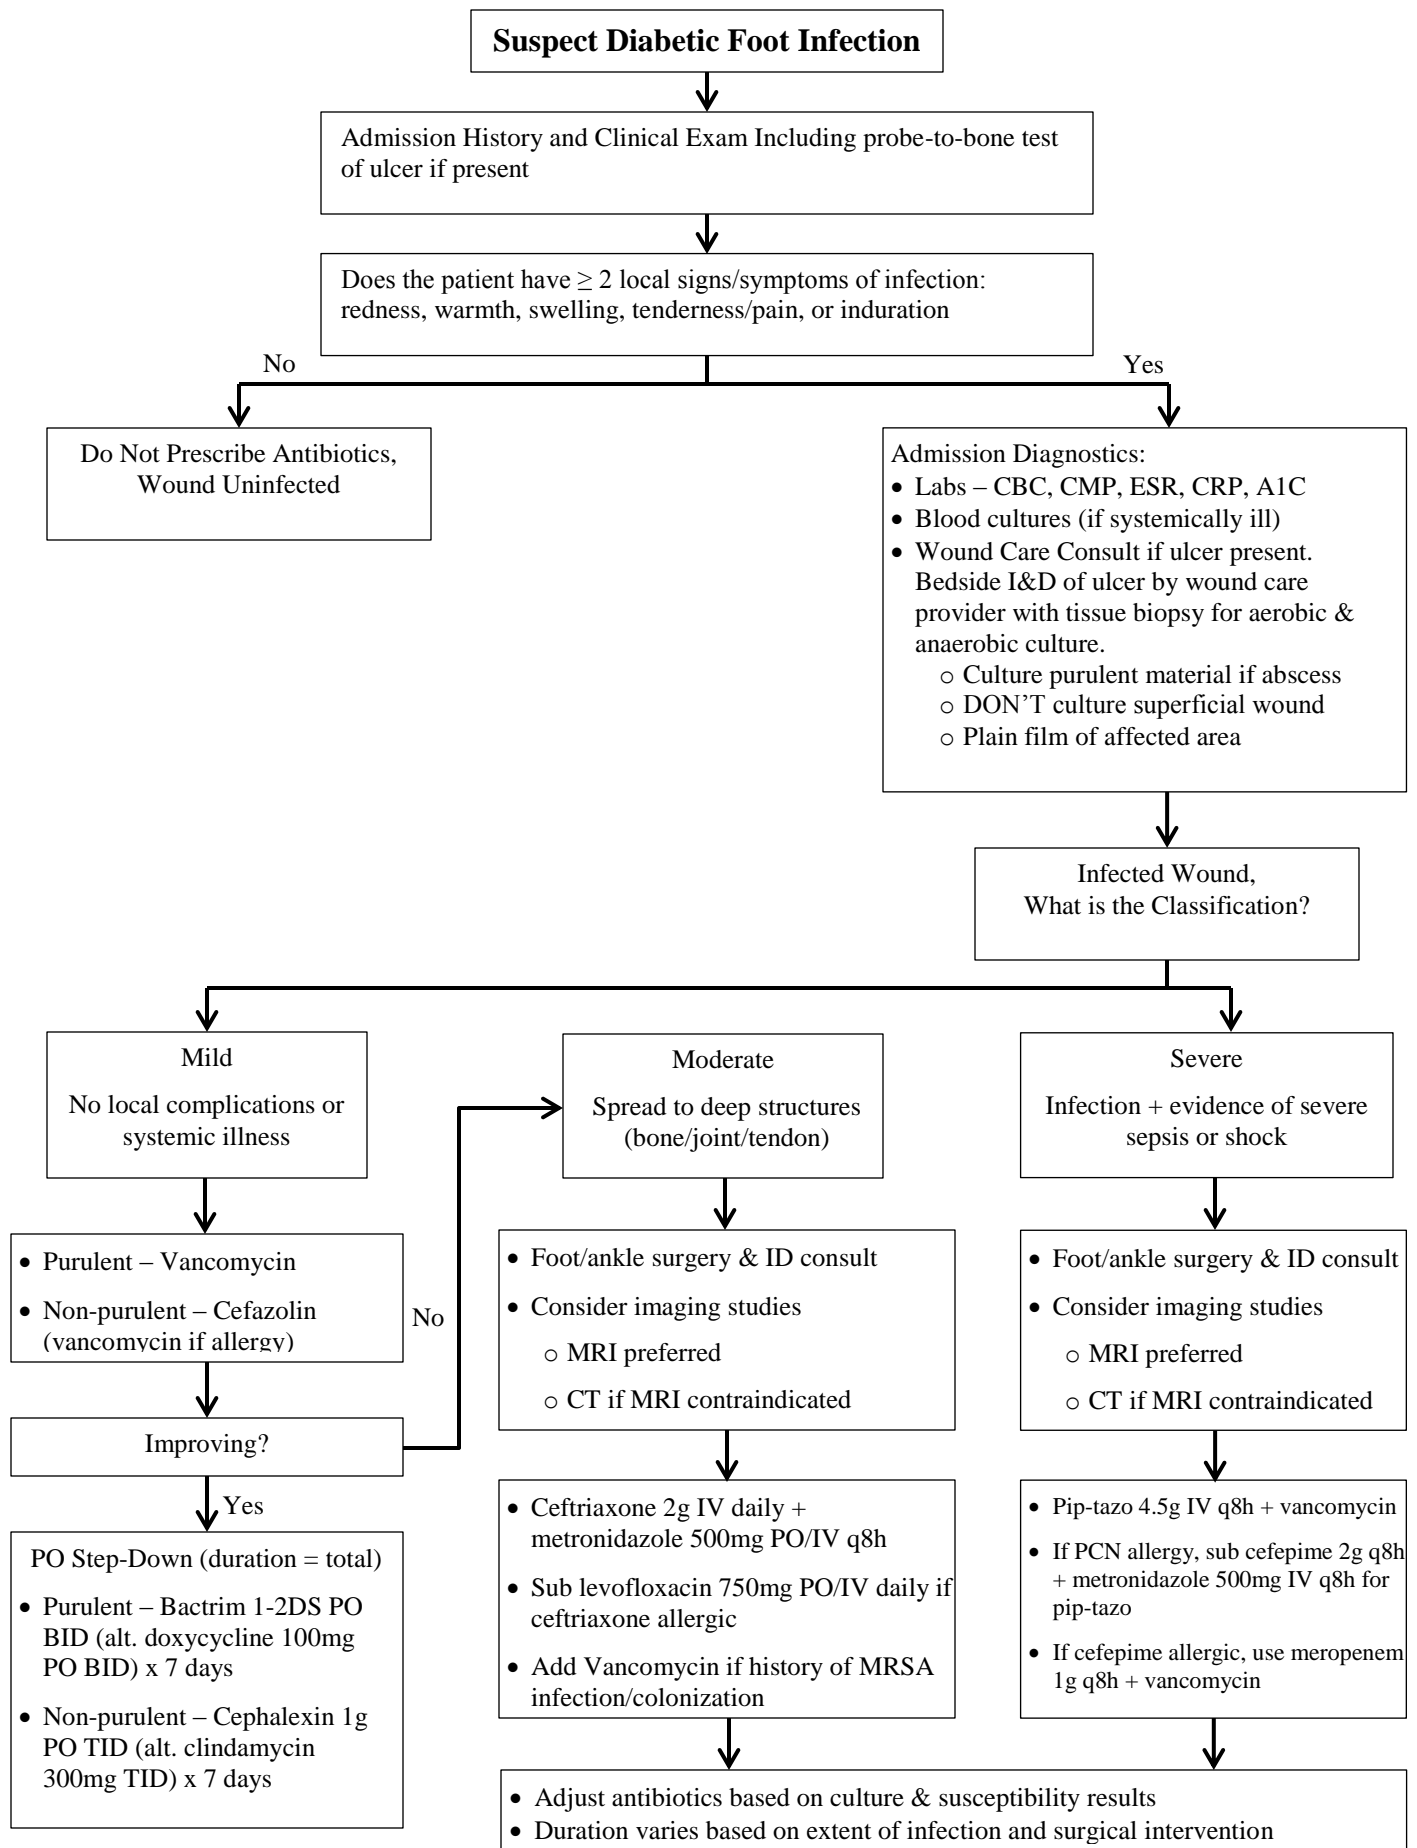 Suspect Diabetic Foot Infection
Admission History and Clinical Exam Including probe-to-bone test
of ulcer if present
Does the patient have ≥ 2 local signs/symptoms of infection:
redness, warmth, swelling, tenderness/pain, or induration
No
Yes
Do Not Prescribe Antibiotics,
Wound Uninfected
Admission Diagnostics:
• Labs – CBC, CMP, ESR, CRP, A1C
• Blood cultures (if systemically ill)
• Wound Care Consult if ulcer present.
Bedside I&D of ulcer by wound care
provider with tissue biopsy for aerobic &
anaerobic culture.
o Culture purulent material if abscess
o DON’T culture superficial wound
o Plain film of affected area
Infected Wound,
What is the Classification?
Mild
No local complications or
systemic illness
Moderate
Spread to deep structures
(bone/joint/tendon)
Severe
Infection + evidence of severe
sepsis or shock
• Purulent – Vancomycin
• Non-purulent – Cefazolin
(vancomycin if allergy)
No
• Foot/ankle surgery & ID consult
• Consider imaging studies
o MRI preferred
o CT if MRI contraindicated
• Foot/ankle surgery & ID consult
• Consider imaging studies
o MRI preferred
o CT if MRI contraindicated
Improving?
Yes
PO Step-Down (duration = total)
• Purulent – Bactrim 1-2DS PO
BID (alt. doxycycline 100mg
PO BID) x 7 days
• Non-purulent – Cephalexin 1g
PO TID (alt. clindamycin
300mg TID) x 7 days
• Ceftriaxone 2g IV daily +
metronidazole 500mg PO/IV q8h
• Sub levofloxacin 750mg PO/IV daily if
ceftriaxone allergic
• Add Vancomycin if history of MRSA
infection/colonization
• Pip-tazo 4.5g IV q8h + vancomycin
• If PCN allergy, sub cefepime 2g q8h
+ metronidazole 500mg IV q8h for
pip-tazo
• If cefepime allergic, use meropenem
1g q8h + vancomycin
• Adjust antibiotics based on culture & susceptibility results
• Duration varies based on extent of infection and surgical intervention